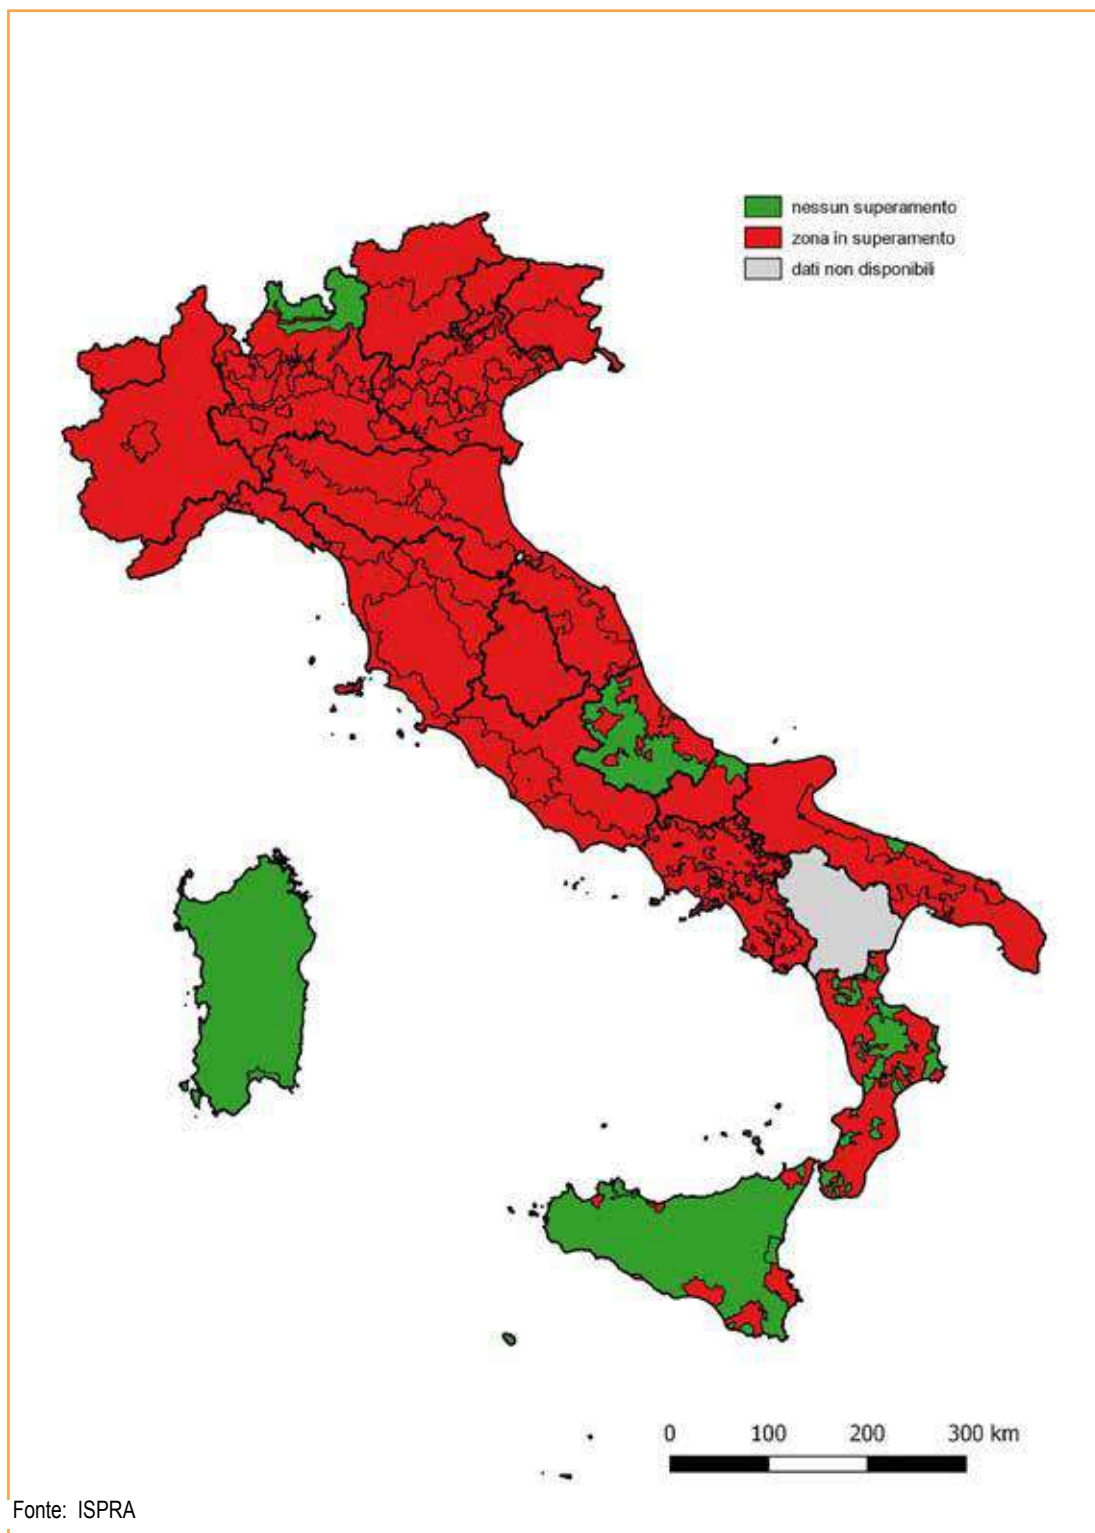 nessun superamento
zona in superamento
dati non disponibili
0 100 200 300 km
Fonte: ISPRA